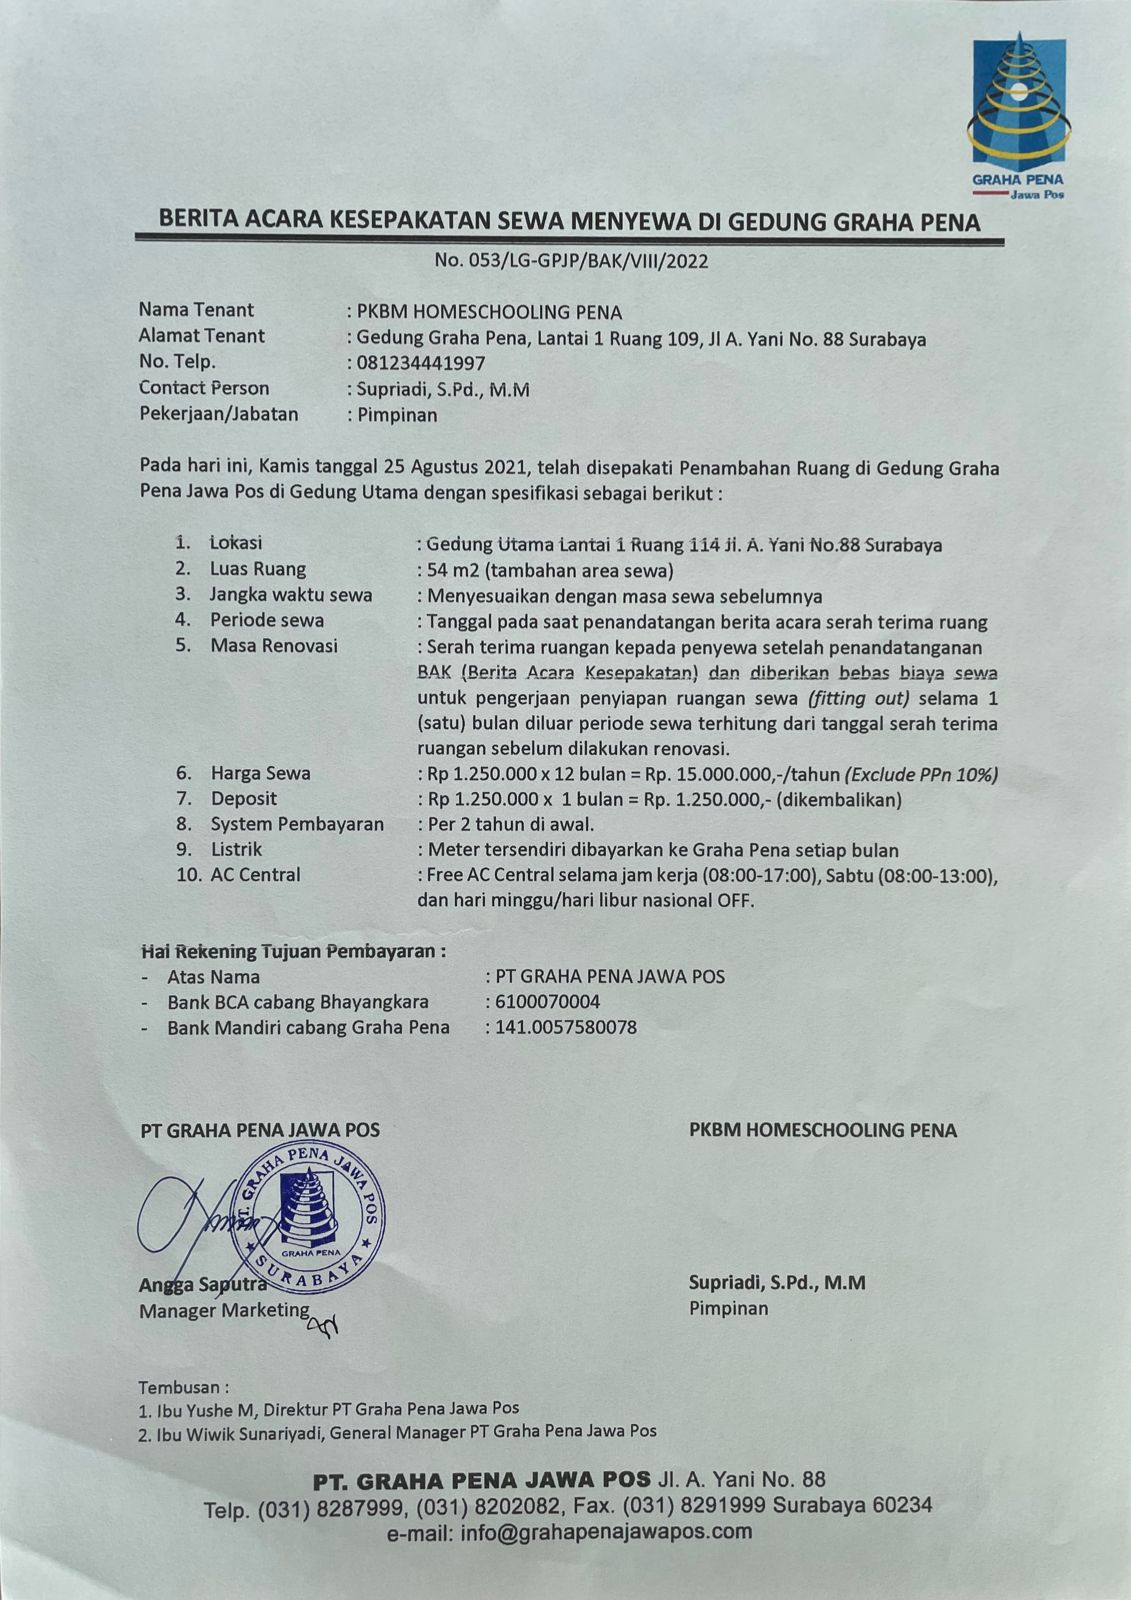 GRAHA PENA
Jawa Pos
BERITA ACARA KESEPAKATAN SEWA MENYEWA DI GEDUNG GRAHA PENA
No. 053/LG-GPJP/BAK/VIII/2022
Nama Tenant : PKBM HOMESCHOOLING PENA
Alamat Tenant : Gedung Graha Pena, Lantai 1 Ruang 109, Jl A. Yani No. 88 Surabaya
No. Telp. : 081234441997
Contact Person : Supriadi, S.Pd., M.M
Pekerjaan/Jabatan : Pimpinan
Pada hari ini, Kamis tanggal 25 Agustus 2021, telah disepakati Penambahan Ruang di Gedung Graha
Pena Jawa Pos di Gedung Utama dengan spesifikasi sebagai berikut :
1. Lokasi : Gedung Utama Lantai 1 Ruang 114 Jl. A. Yani No.88 Surabaya
2. Luas Ruang : 54 m2 (tambahan area sewa)
3. Jangka waktu sewa : Menyesuaikan dengan masa sewa sebelumnya
4. Periode sewa : Tanggal pada saat penandatangan berita acara serah terima ruang
5. Masa Renovasi : Serah terima ruangan kepada penyewa setelah penandatanganan
BAK (Berita Acara Kesepakatan) dan diberikan bebas biaya sewa
untuk pengerjaan penyiapan ruangan sewa (fitting out) selama 1
(satu) bulan diluar periode sewa terhitung dari tanggal serah terima
ruangan sebelum dilakukan renovasi.
6. Harga Sewa : Rp 1.250.000 x 12 bulan = Rp. 15.000.000,-/tahun (Exclude PPn 10%)
7. Deposit : Rp 1.250.000 x 1 bulan = Rp. 1.250.000,- (dikembalikan)
8. System Pembayaran : Per 2 tahun di awal.
9. Listrik : Meter tersendiri dibayarkan ke Graha Pena setiap bulan
10. AC Central : Free AC Central selama jam kerja (08:00-17:00), Sabtu (08:00-13:00),
dan hari minggu/hari libur nasional OFF.
Hal Rekening Tujuan Pembayaran :
- Atas Nama : PT GRAHA PENA JAWA POS
- Bank BCA cabang Bhayangkara : 6100070004
- Bank Mandiri cabang Graha Pena : 141.0057580078
PT GRAHA PENA JAWA POS PKBM HOMESCHOOLING PENA
PT. GRAHA PENA JAWA POS
GRAHA PENA
★ SURABAYA ★
Angga Saputra Supriadi, S.Pd., M.M
Manager Marketing Pimpinan
Tembusan :
1. Ibu Yushe M, Direktur PT Graha Pena Jawa Pos
2. Ibu Wiwik Sunariyadi, General Manager PT Graha Pena Jawa Pos
PT. GRAHA PENA JAWA POS Jl. A. Yani No. 88
Telp. (031) 8287999, (031) 8202082, Fax. (031) 8291999 Surabaya 60234
e-mail: info@grahapenajawapos.com